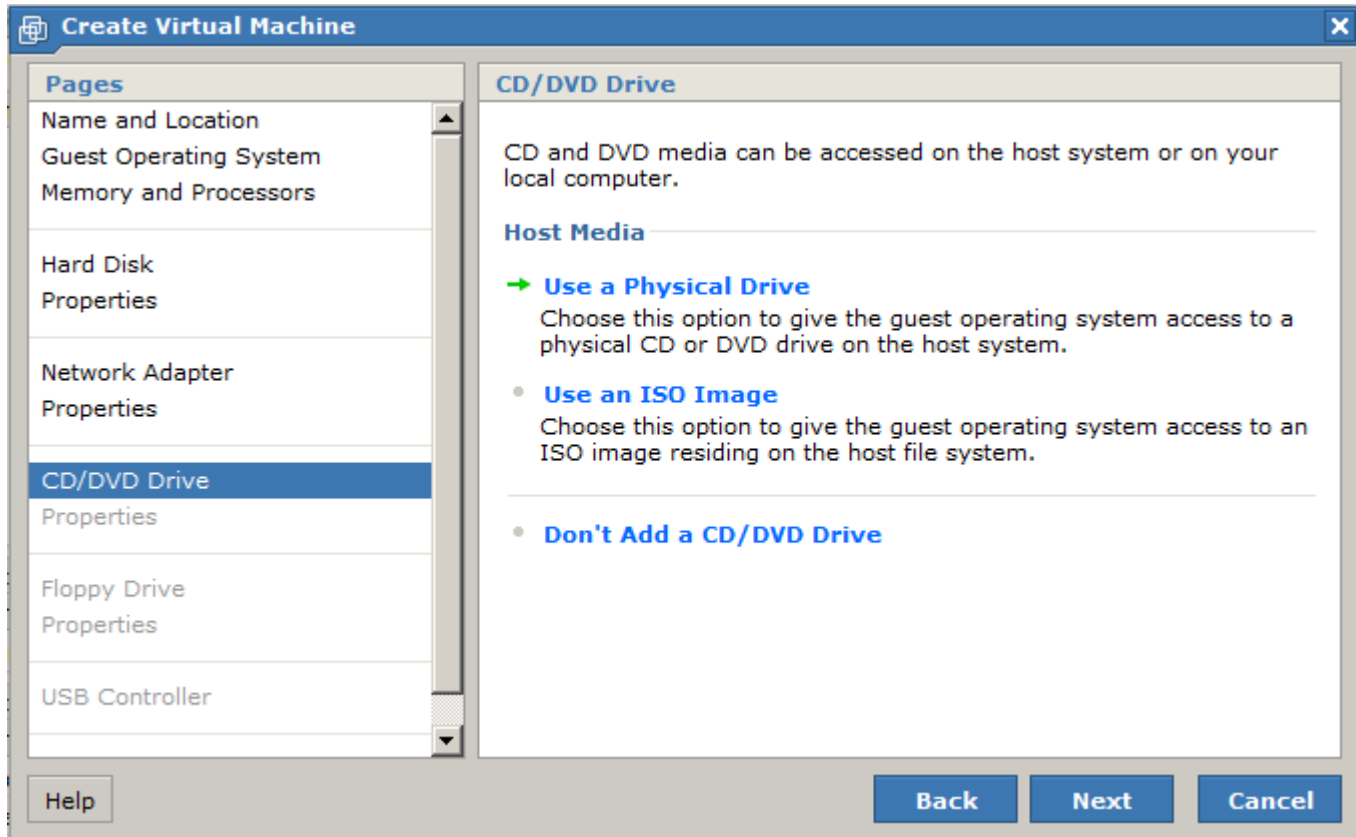 Create Virtual Machine
Pages
Name and Location
Guest Operating System
Memory and Processors
Hard Disk
Properties
Network Adapter
Properties
CD/DVD Drive
Properties
Floppy Drive
Properties
USB Controller
CD/DVD Drive
CD and DVD media can be accessed on the host system or on your
local computer.
Host Media
Use a Physical Drive
Choose this option to give the guest operating system access to a
physical CD or DVD drive on the host system.
Use an ISO Image
Choose this option to give the guest operating system access to an
ISO image residing on the host file system.
Don't Add a CD/DVD Drive
Help
Back
Next
Cancel